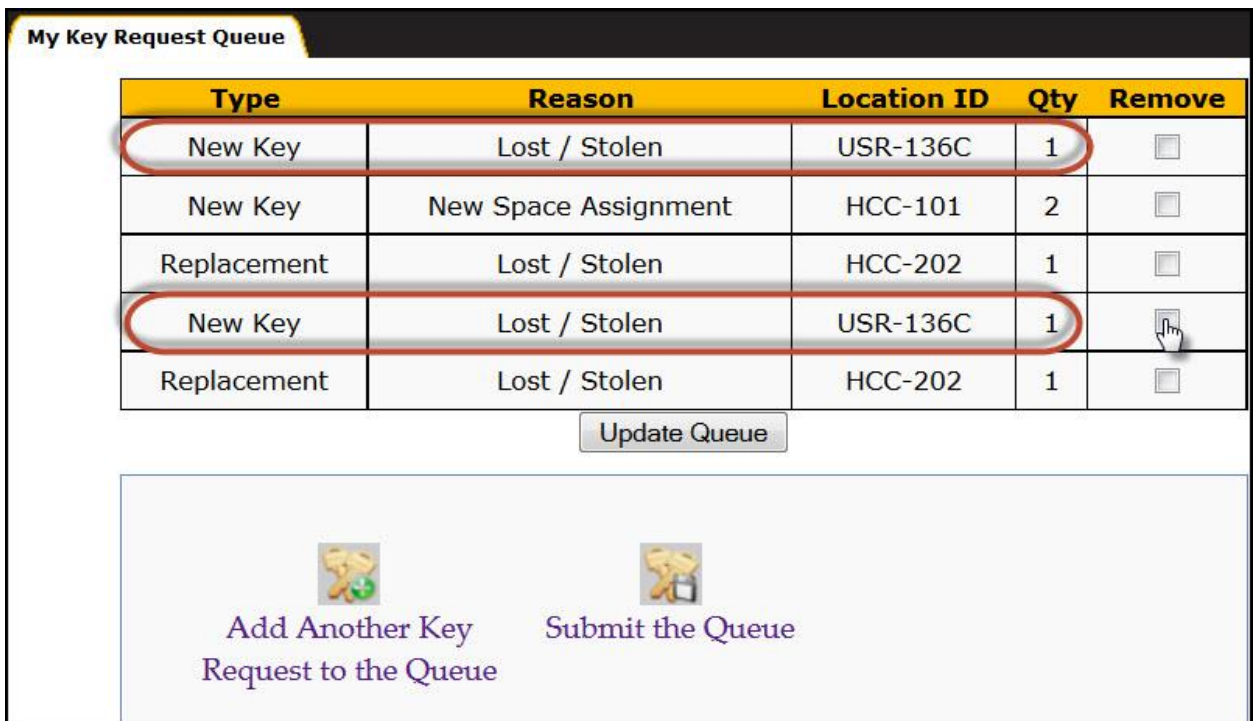 My Key Request Queue
Type Reason Location ID Qty Remove
New Key Lost / Stolen USR-136C 1
New Key New Space Assignment HCC-101 2
Replacement Lost / Stolen HCC-202 1
New Key Lost / Stolen USR-136C 1
Replacement Lost / Stolen HCC-202 1
Update Queue
Add Another Key Submit the Queue
Request to the Queue